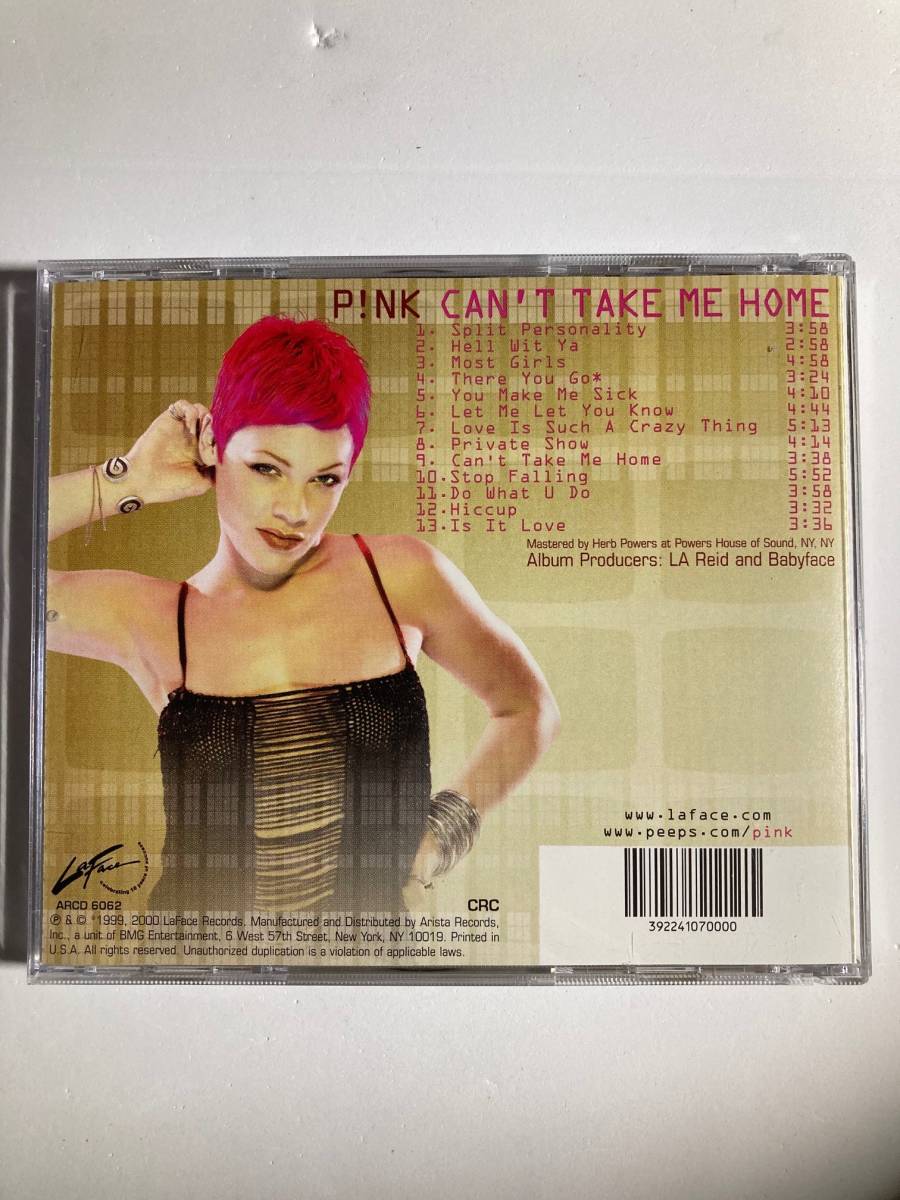 P!NK CAN'T TAKE ME HOME
1. Split Personality 3:58
2. Hell Wit Ya 2:58
3. Most Girls 4:58
4. There You Go* 3:24
5. You Make Me Sick 4:10
6. Let Me Let You Know 4:44
7. Love Is Such A Crazy Thing 5:13
8. Private Show 4:14
9. Can't Take Me Home 3:38
10. Stop Falling 5:52
11. Do What U Do 3:58
12. Hiccup 3:32
13. Is It Love 3:36
Mastered by Herb Powers at Powers House of Sound, NY, NY
Album Producers: LA Reid and Babyface
www.laface.com
www.peeps.com/pink
LaFace
celebrating 10 years of
ARCD 6062
CRC
℗ & © 1999, 2000 LaFace Records. Manufactured and Distributed by Arista Records,
Inc., a unit of BMG Entertainment, 6 West 57th Street, New York, NY 10019. Printed in
U.S.A. All rights reserved. Unauthorized duplication is a violation of applicable laws.
392241070000